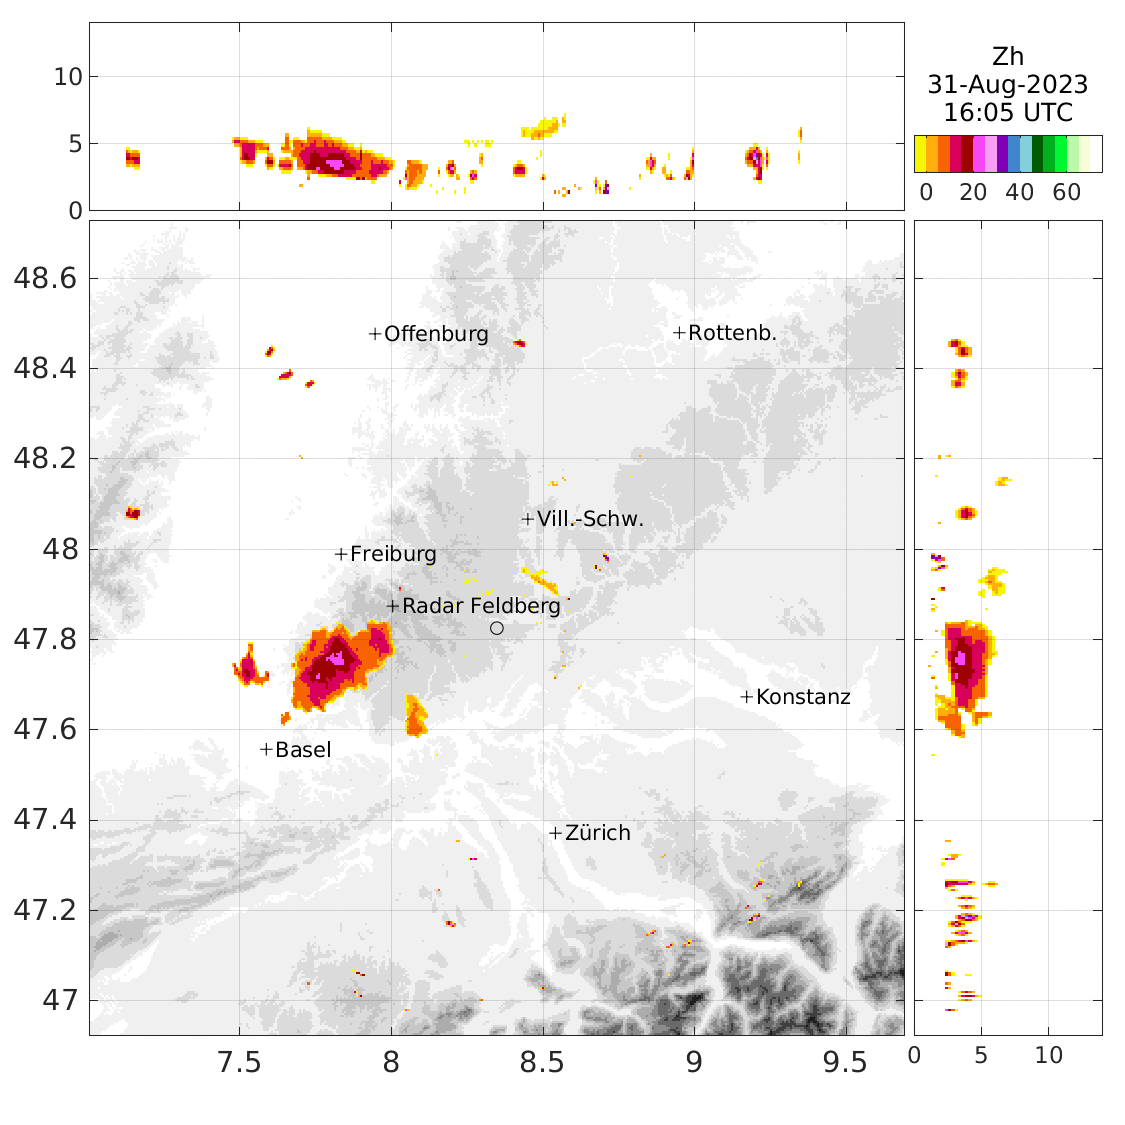 Zh
31-Aug-2023
16:05 UTC
0 20 40 60
10
5
0
48.6
48.4
48.2
48
47.8
47.6
47.4
47.2
47
+Offenburg
+Rottenb.
+Vill.-Schw.
+Freiburg
+Radar Feldberg
+Konstanz
+Basel
+Zürich
7.5 8 8.5 9 9.5
0 5 10